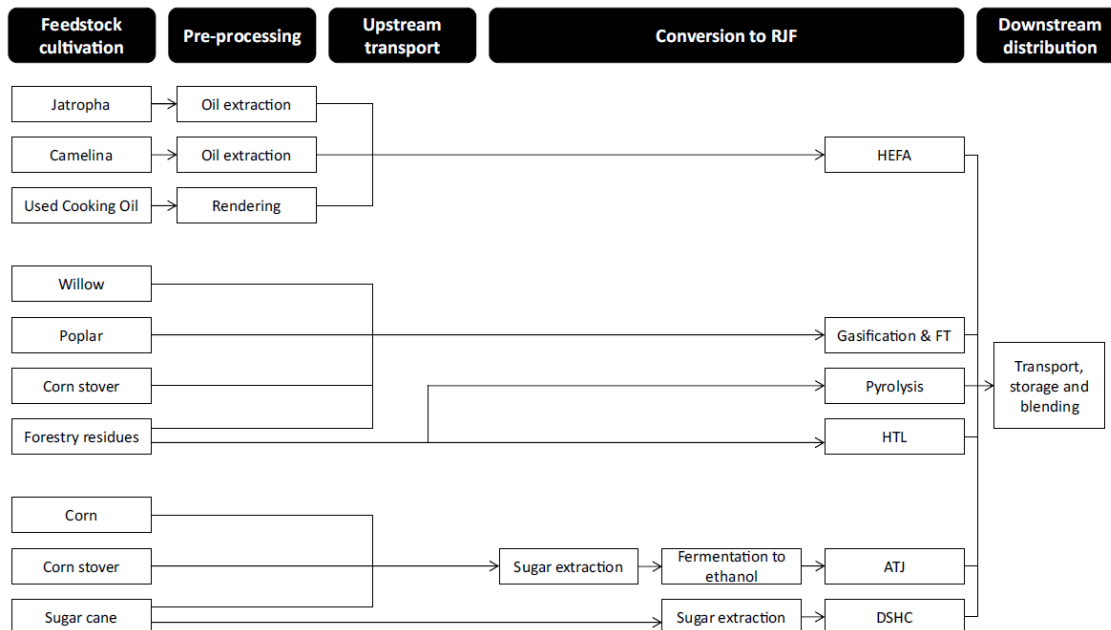 Feedstock
cultivation
Pre-processing
Upstream
transport
Conversion to RJF
Downstream
distribution
Jatropha
Oil extraction
Camelina
Oil extraction
HEFA
Used Cooking Oil
Rendering
Willow
Poplar
Gasification & FT
Corn stover
Pyrolysis
Transport,
storage and
blending
Forestry residues
HTL
Corn
Corn stover
Sugar extraction
Fermentation to
ethanol
ATJ
Sugar cane
Sugar extraction
DSHC